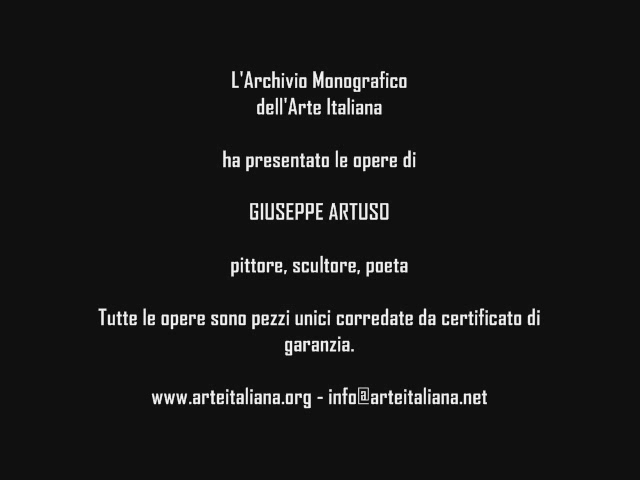 L'Archivio Monografico
dell'Arte Italiana
ha presentato le opere di
GIUSEPPE ARTUSO
pittore, scultore, poeta
Tutte le opere sono pezzi unici corredate da certificato di
garanzia.
www.arteitaliana.org - info@arteitaliana.net